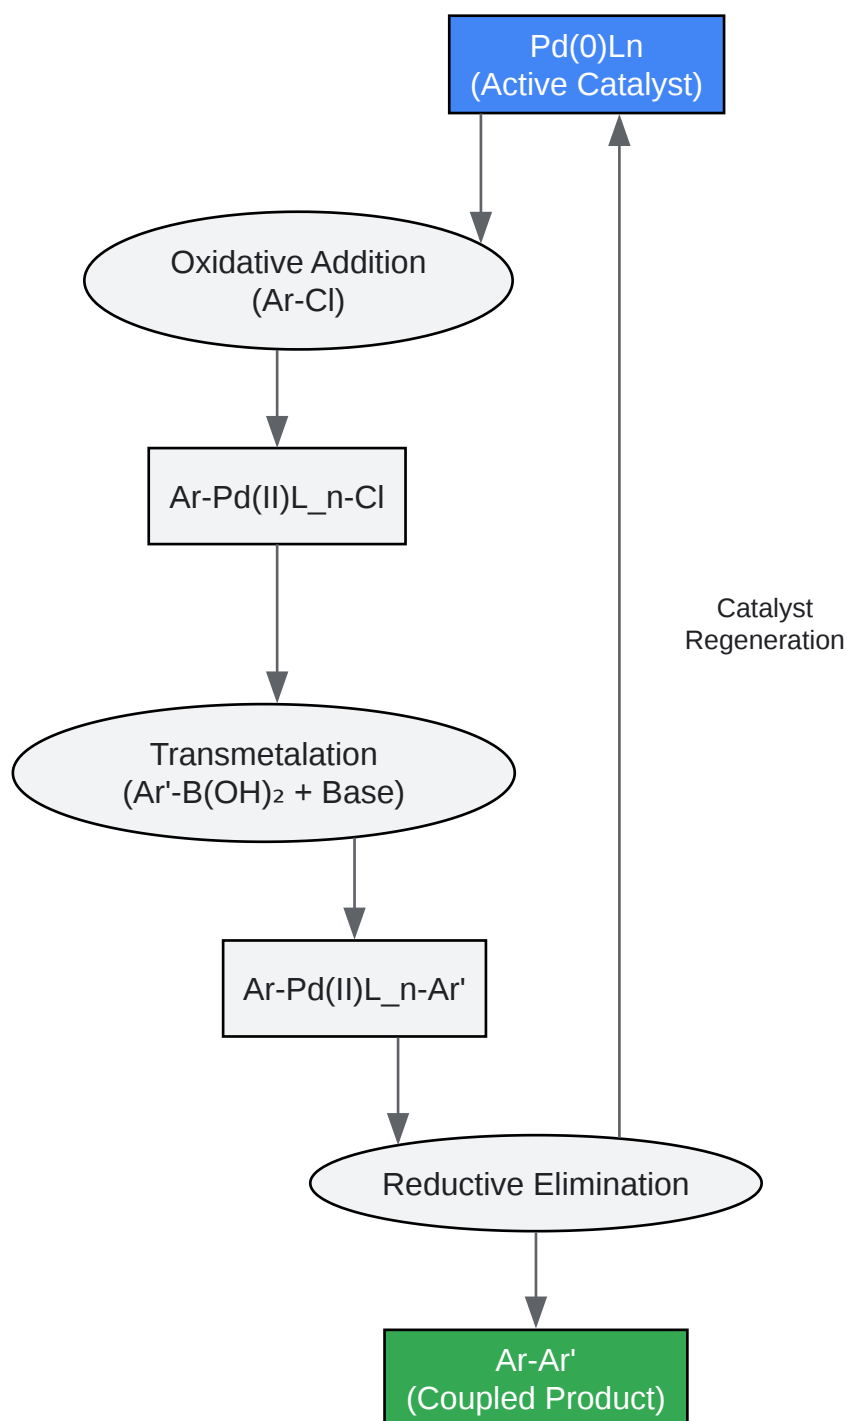 Pd(0)Ln
(Active Catalyst)
Oxidative Addition
(Ar-Cl)
Ar-Pd(II)L_n-Cl
Catalyst
Regeneration
Transmetalation
(Ar'-B(OH)₂ + Base)
Ar-Pd(II)L_n-Ar'
Reductive Elimination
Ar-Ar'
(Coupled Product)